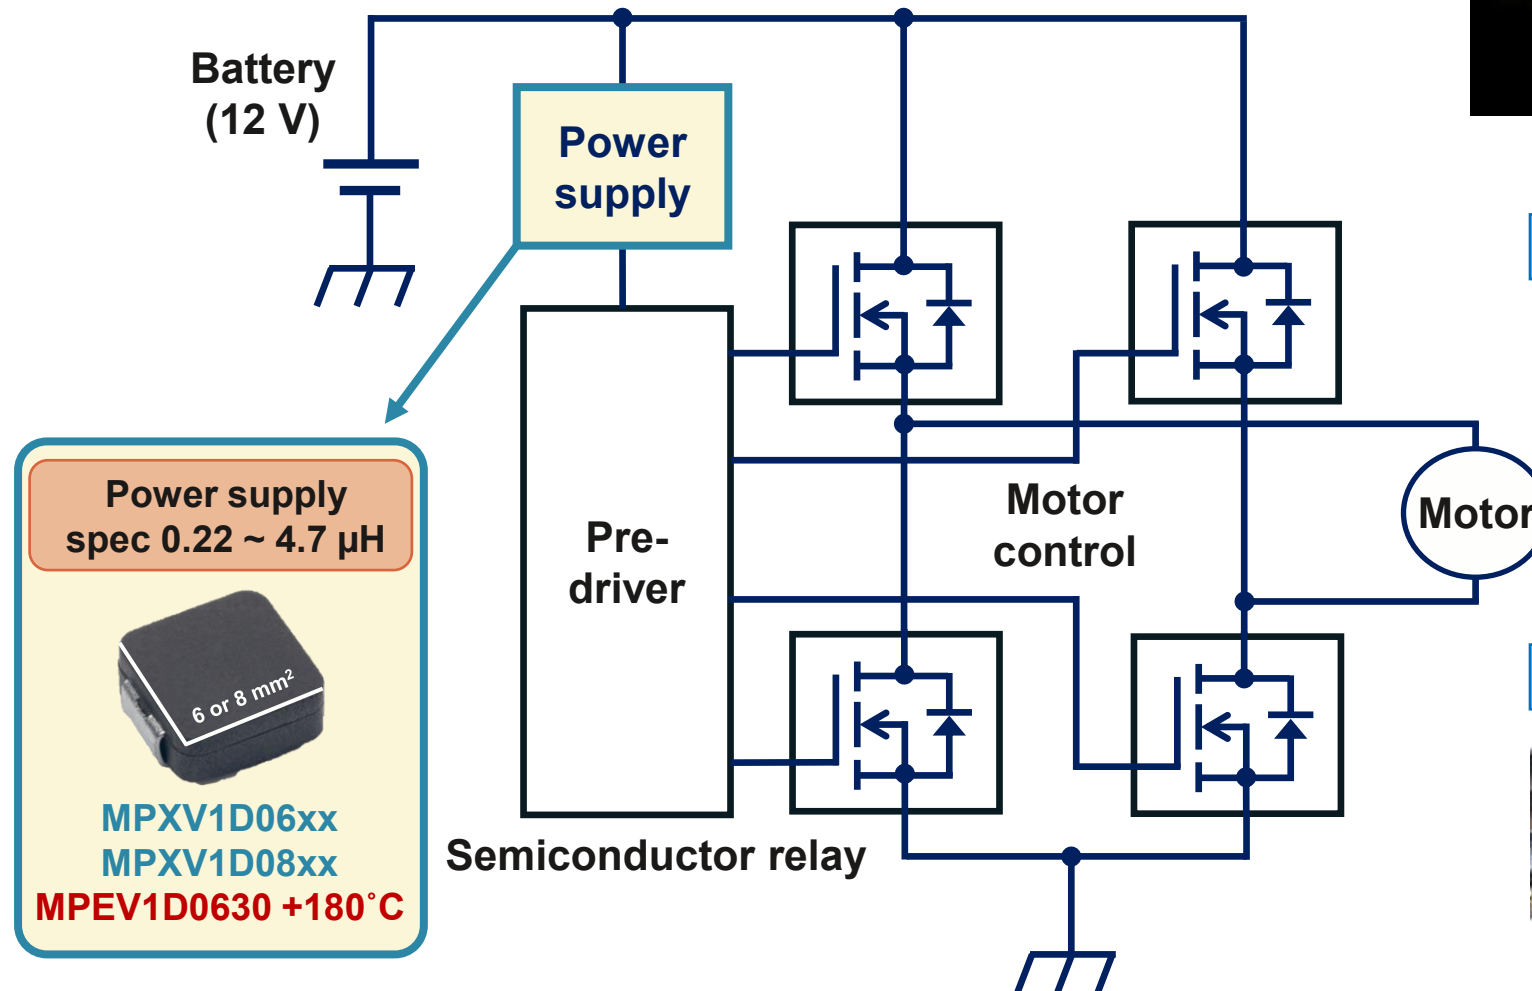 Battery
(12 V)
Power
supply
Power supply
spec 0.22 ~ 4.7 µH
6 or 8 mm²
MPXV1D06xx
MPXV1D08xx
MPEV1D0630 +180˚C
Pre-
driver
Semiconductor relay
Motor
control
Motor